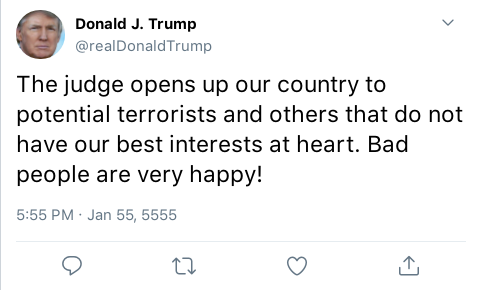 Donald J. Trump
@realDonaldTrump
The judge opens up our country to
potential terrorists and others that do not
have our best interests at heart. Bad
people are very happy!
5:55 PM · Jan 55, 5555